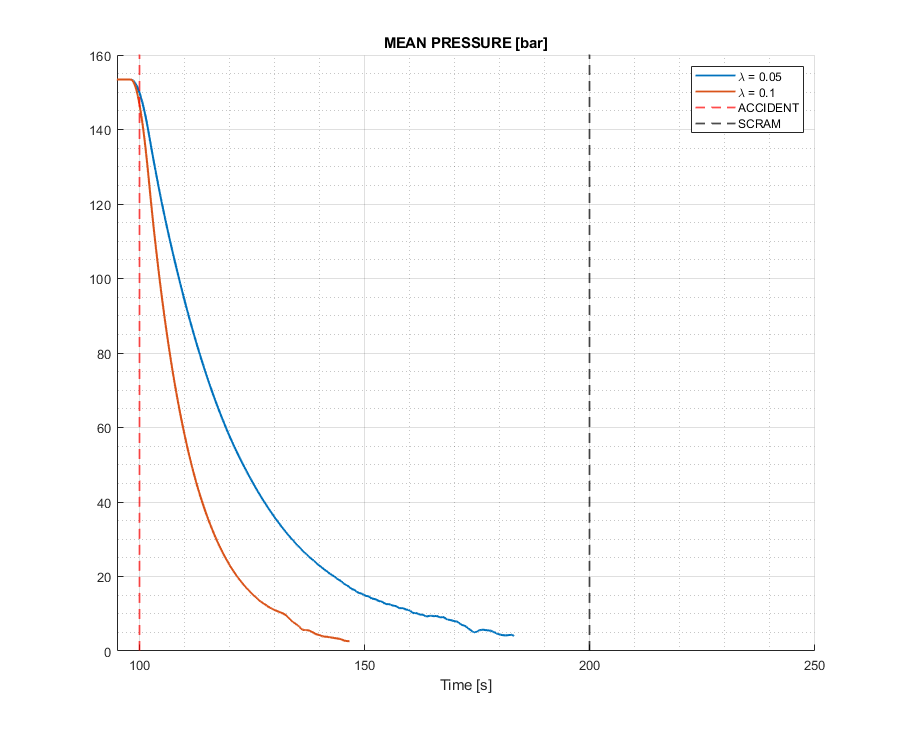 MEAN PRESSURE [bar]
160
140
120
100
80
60
40
20
0
λ = 0.05
λ = 0.1
ACCIDENT
SCRAM
100
150
200
250
Time [s]